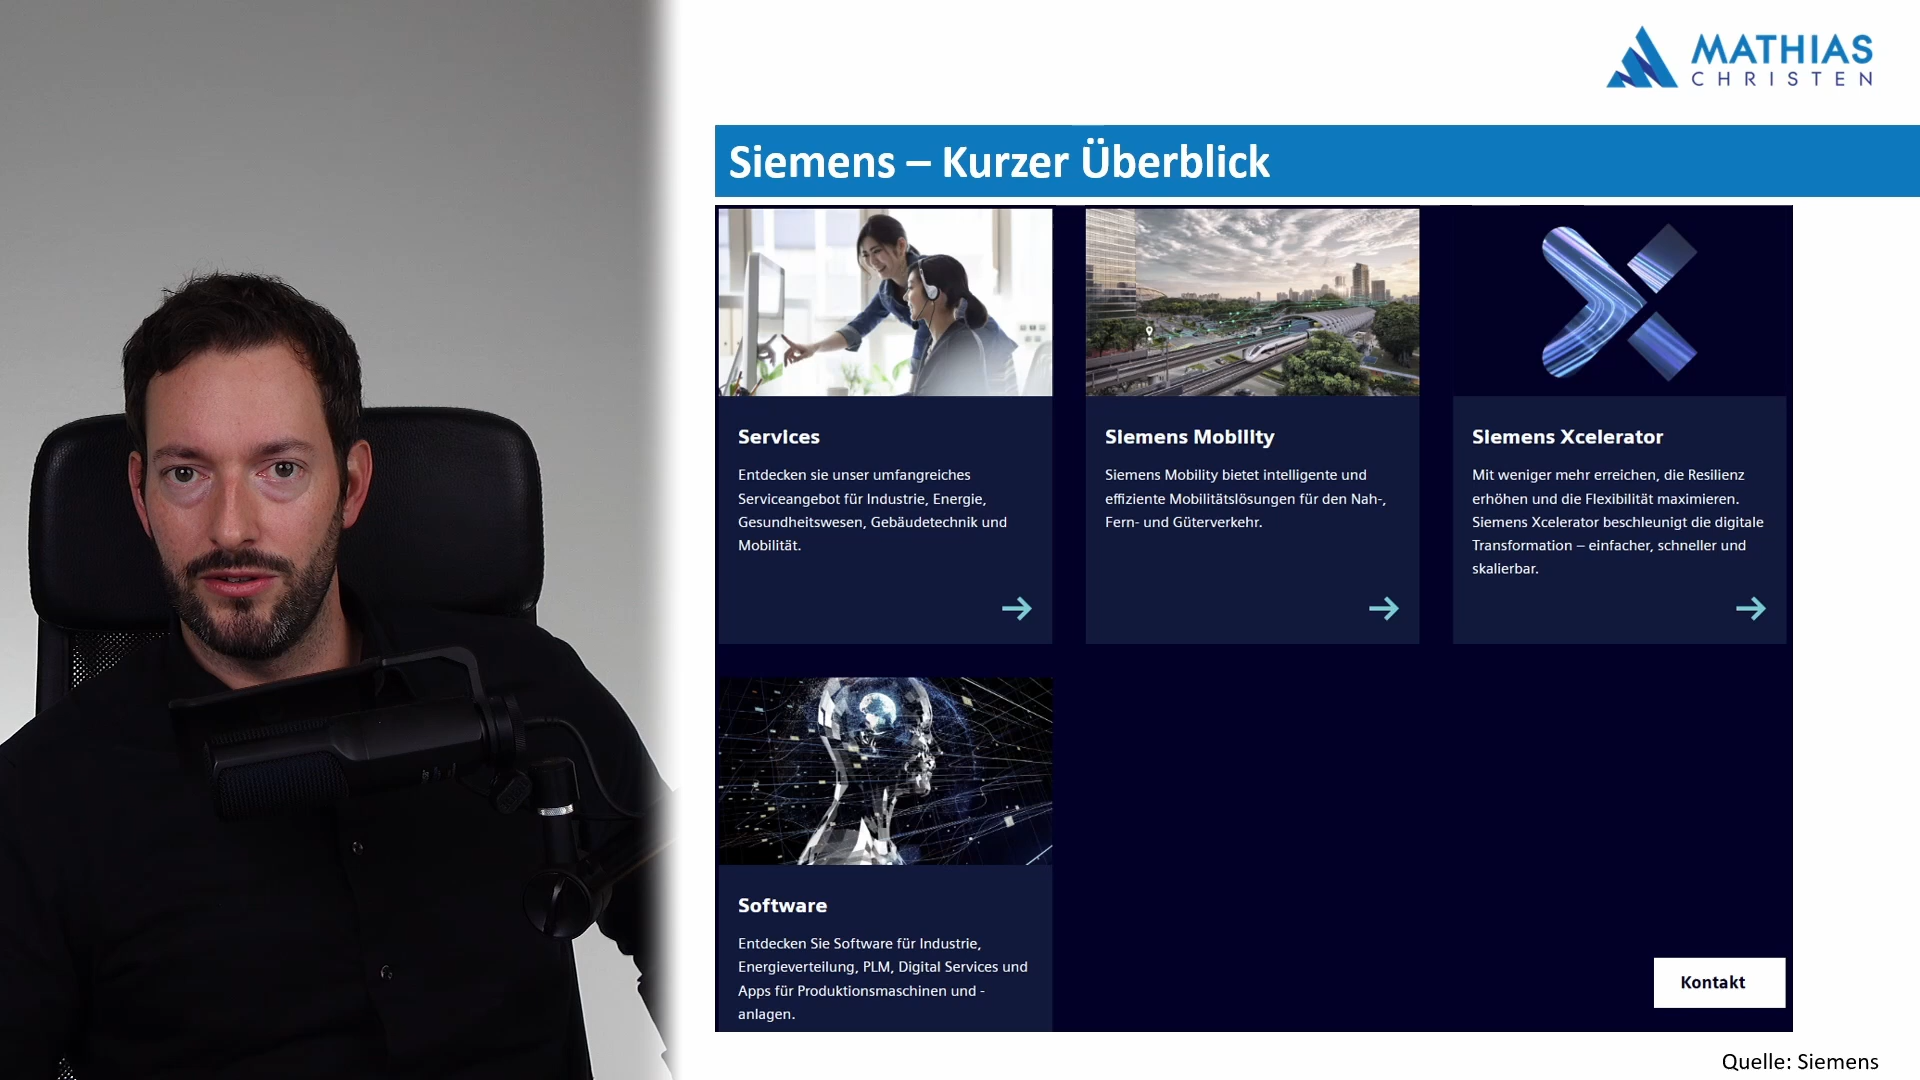 MATHIAS
CHRISTEN
Siemens – Kurzer Überblick
Services
Entdecken sie unser umfangreiches
Serviceangebot für Industrie, Energie,
Gesundheitswesen, Gebäudetechnik und
Mobilität.
Siemens Mobility
Siemens Mobility bietet intelligente und
effiziente Mobilitätslösungen für den Nah-,
Fern- und Güterverkehr.
Siemens Xcelerator
Mit weniger mehr erreichen, die Resilienz
erhöhen und die Flexibilität maximieren.
Siemens Xcelerator beschleunigt die digitale
Transformation – einfacher, schneller und
skalierbar.
Software
Entdecken Sie Software für Industrie,
Energieverteilung, PLM, Digital Services und
Apps für Produktionsmaschinen und -
anlagen.
Kontakt
Quelle: Siemens